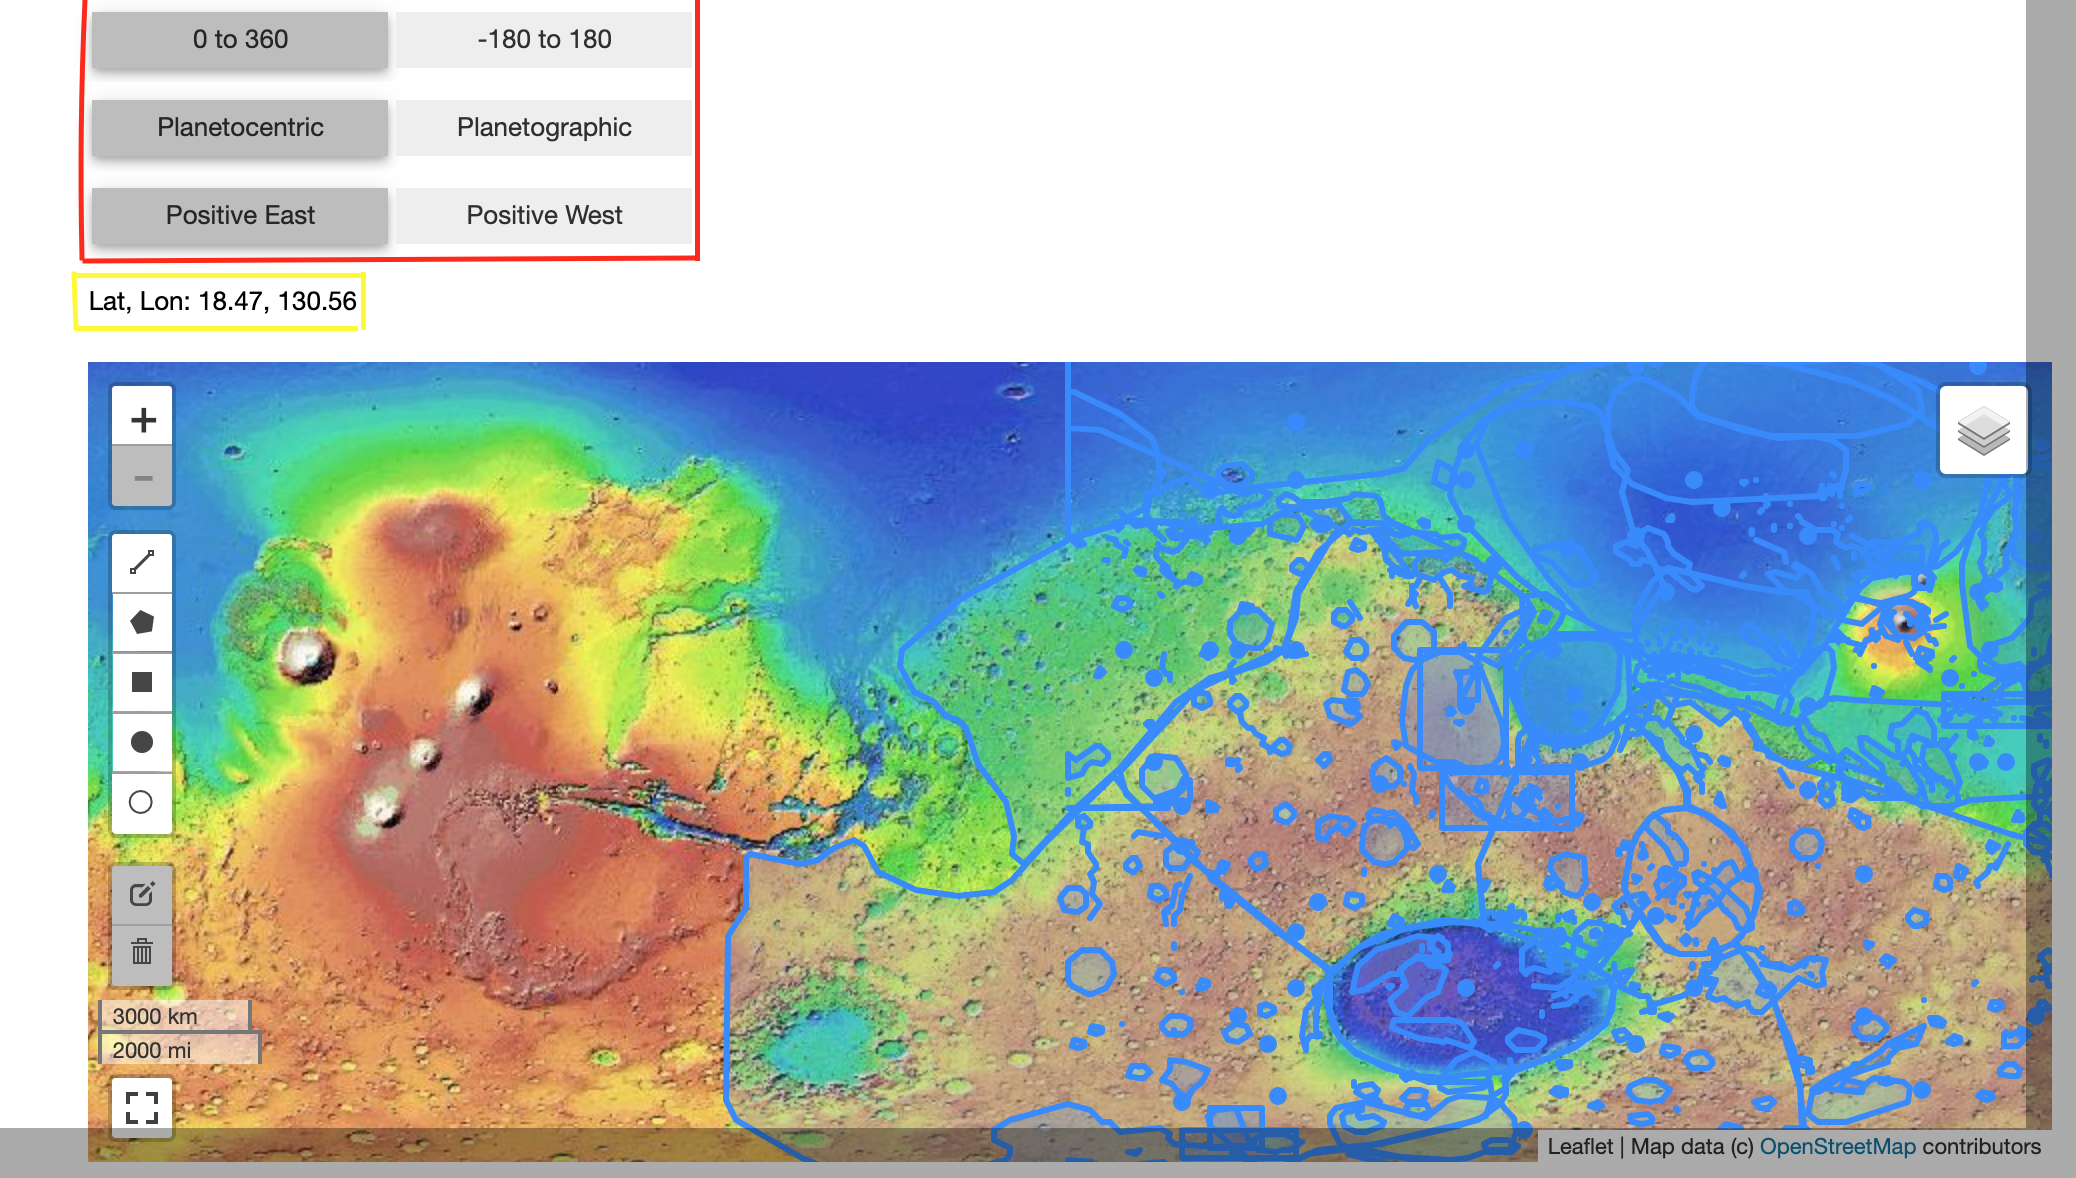 0 to 360 -180 to 180
Planetocentric Planetographic
Positive East Positive West
Lat, Lon: 18.47, 130.56
+
−
3000 km
2000 mi
Leaflet | Map data (c) OpenStreetMap contributors